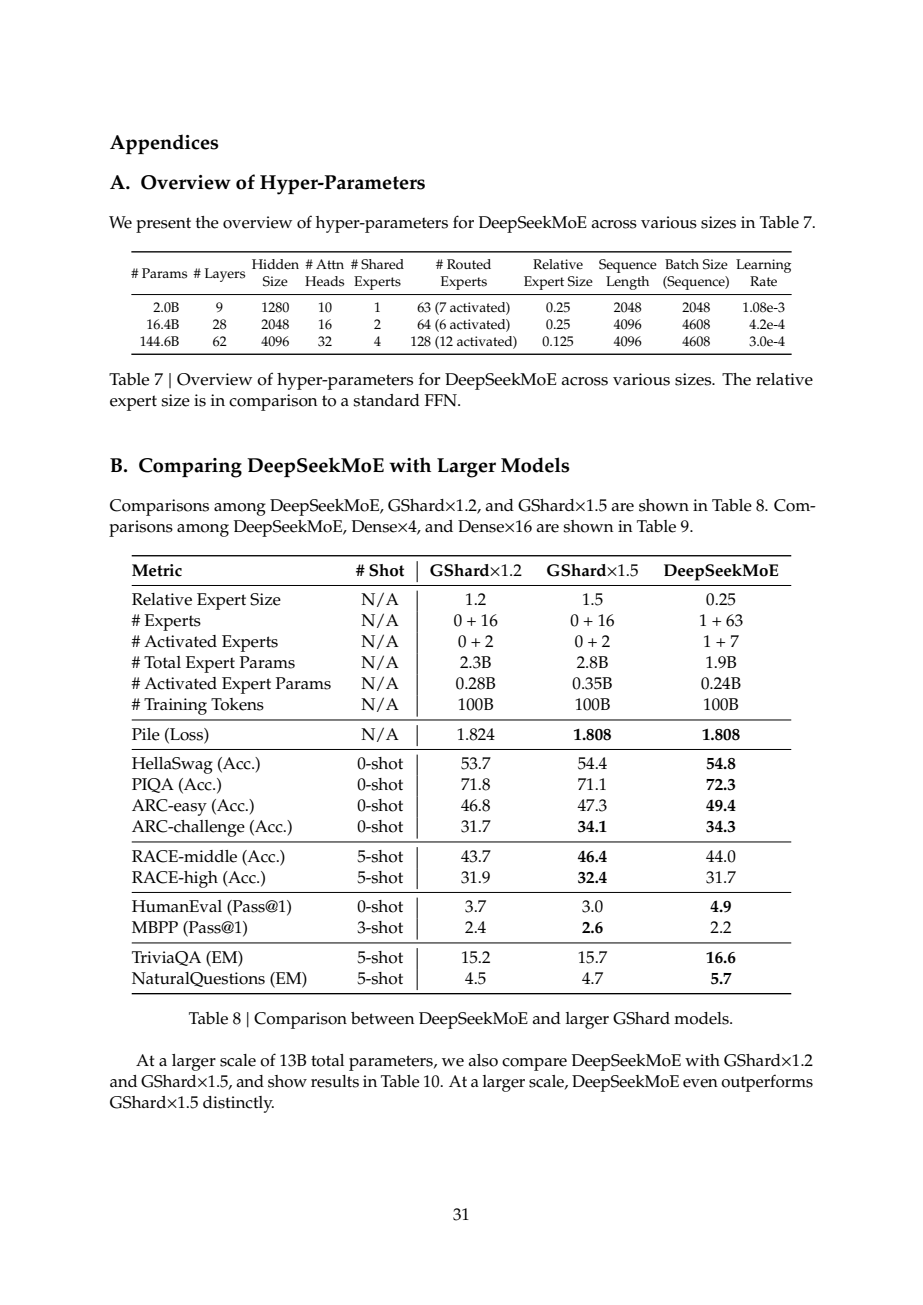 Appendices
A. Overview of Hyper-Parameters
We present the overview of hyper-parameters for DeepSeekMoE across various sizes in Table 7.
# Params # Layers Hidden Size # Attn Heads # Shared Experts # Routed Experts Relative Expert Size Sequence Length Batch Size (Sequence) Learning Rate
2.0B 9 1280 10 1 63 (7 activated) 0.25 2048 2048 1.08e-3
16.4B 28 2048 16 2 64 (6 activated) 0.25 4096 4608 4.2e-4
144.6B 62 4096 32 4 128 (12 activated) 0.125 4096 4608 3.0e-4
Table 7 | Overview of hyper-parameters for DeepSeekMoE across various sizes. The relative
expert size is in comparison to a standard FFN.
B. Comparing DeepSeekMoE with Larger Models
Comparisons among DeepSeekMoE, GShard×1.2, and GShard×1.5 are shown in Table 8. Com-
parisons among DeepSeekMoE, Dense×4, and Dense×16 are shown in Table 9.
Metric # Shot GShard×1.2 GShard×1.5 DeepSeekMoE
Relative Expert Size N/A 1.2 1.5 0.25
# Experts N/A 0 + 16 0 + 16 1 + 63
# Activated Experts N/A 0 + 2 0 + 2 1 + 7
# Total Expert Params N/A 2.3B 2.8B 1.9B
# Activated Expert Params N/A 0.28B 0.35B 0.24B
# Training Tokens N/A 100B 100B 100B
Pile (Loss) N/A 1.824 1.808 1.808
HellaSwag (Acc.) 0-shot 53.7 54.4 54.8
PIQA (Acc.) 0-shot 71.8 71.1 72.3
ARC-easy (Acc.) 0-shot 46.8 47.3 49.4
ARC-challenge (Acc.) 0-shot 31.7 34.1 34.3
RACE-middle (Acc.) 5-shot 43.7 46.4 44.0
RACE-high (Acc.) 5-shot 31.9 32.4 31.7
HumanEval (Pass@1) 0-shot 3.7 3.0 4.9
MBPP (Pass@1) 3-shot 2.4 2.6 2.2
TriviaQA (EM) 5-shot 15.2 15.7 16.6
NaturalQuestions (EM) 5-shot 4.5 4.7 5.7
Table 8 | Comparison between DeepSeekMoE and larger GShard models.
At a larger scale of 13B total parameters, we also compare DeepSeekMoE with GShard×1.2
and GShard×1.5, and show results in Table 10. At a larger scale, DeepSeekMoE even outperforms
GShard×1.5 distinctly.
31